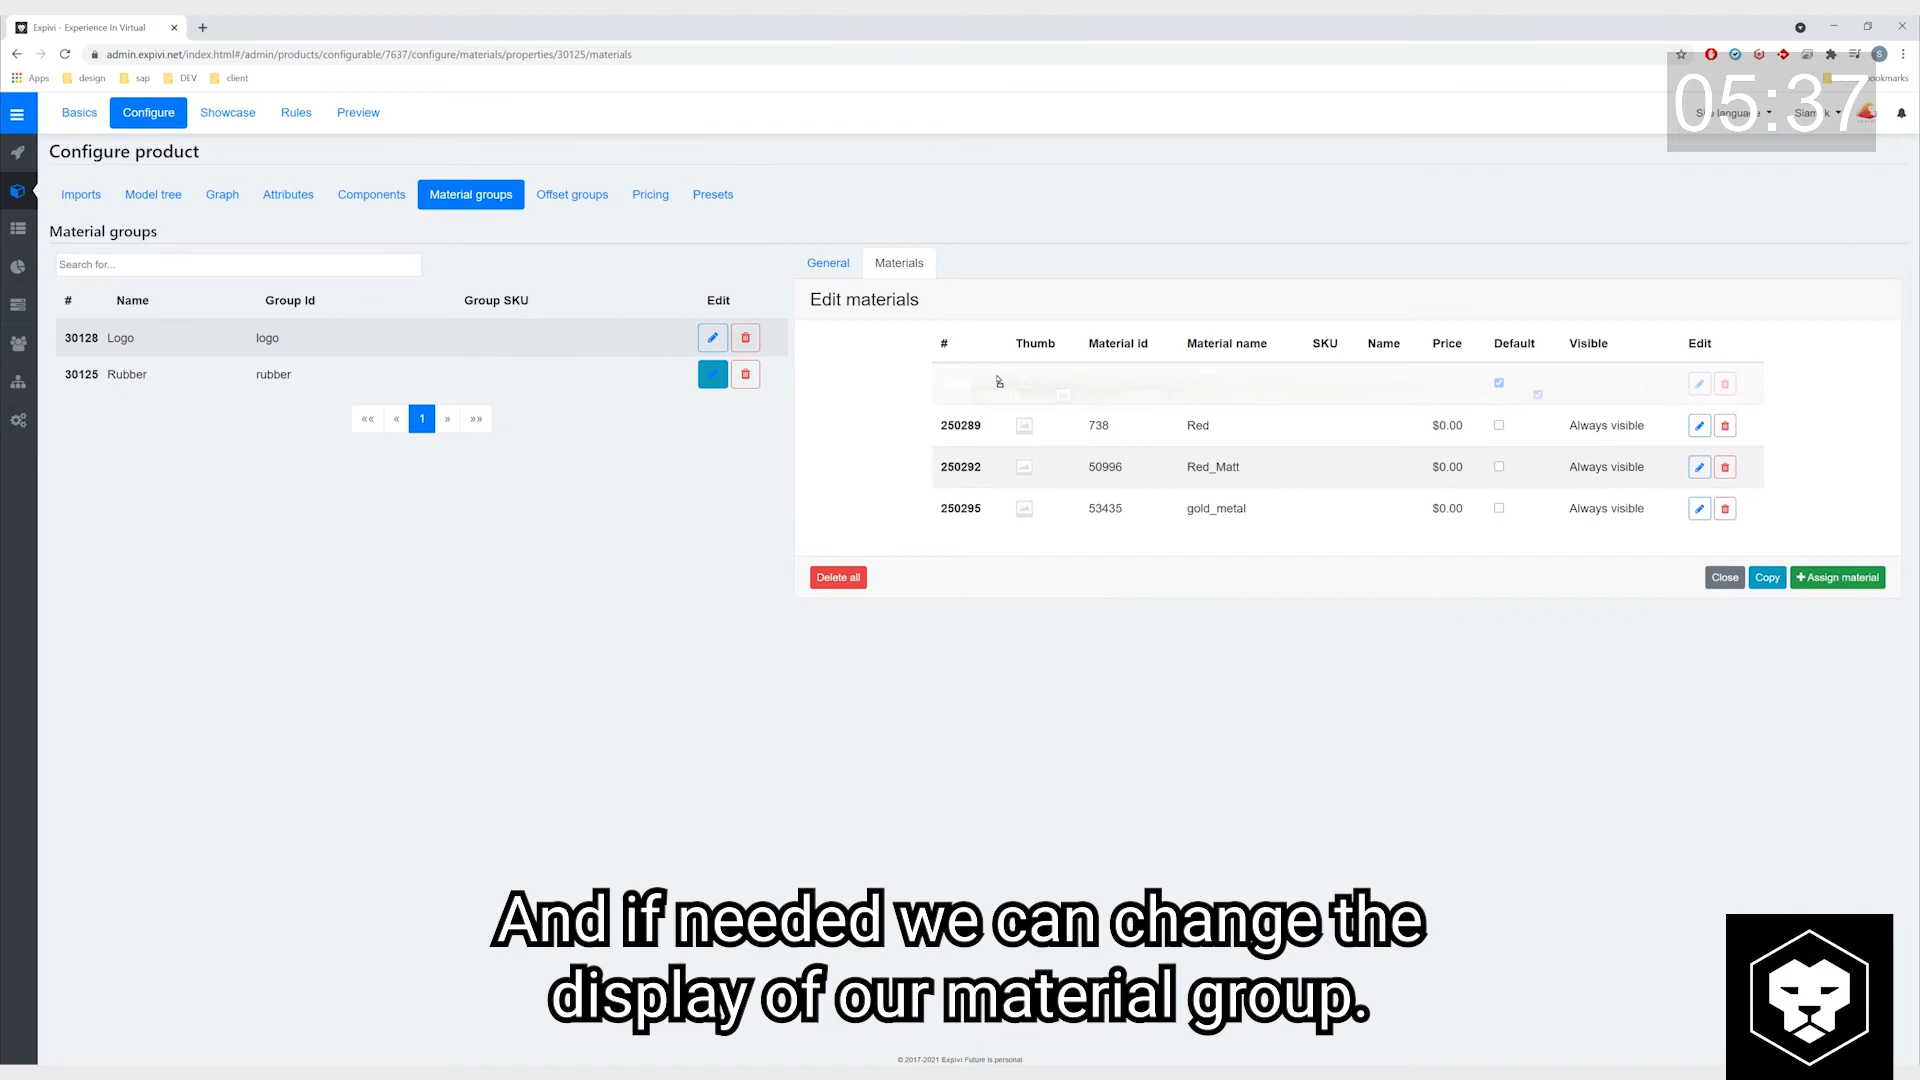 Expivi - Experience In Virtual
admin.expivi.net/index.html#/admin/products/configurable/7637/configure/materials/properties/30125/materials
Apps design sap DEV client
05:37
Basics Configure Showcase Rules Preview
Configure product
Imports Model tree Graph Attributes Components Material groups Offset groups Pricing Presets
Material groups
Search for...
# Name Group Id Group SKU Edit
30128 Logo logo
30125 Rubber rubber
«« « 1 » »»
General Materials
Edit materials
# Thumb Material id Material name SKU Name Price Default Visible Edit
250289 738 Red $0.00 Always visible
250292 50996 Red_Matt $0.00 Always visible
250295 53435 gold_metal $0.00 Always visible
Delete all Close Copy + Assign material
And if needed we can change the
display of our material group.
© 2017-2021 Expivi Future is personal